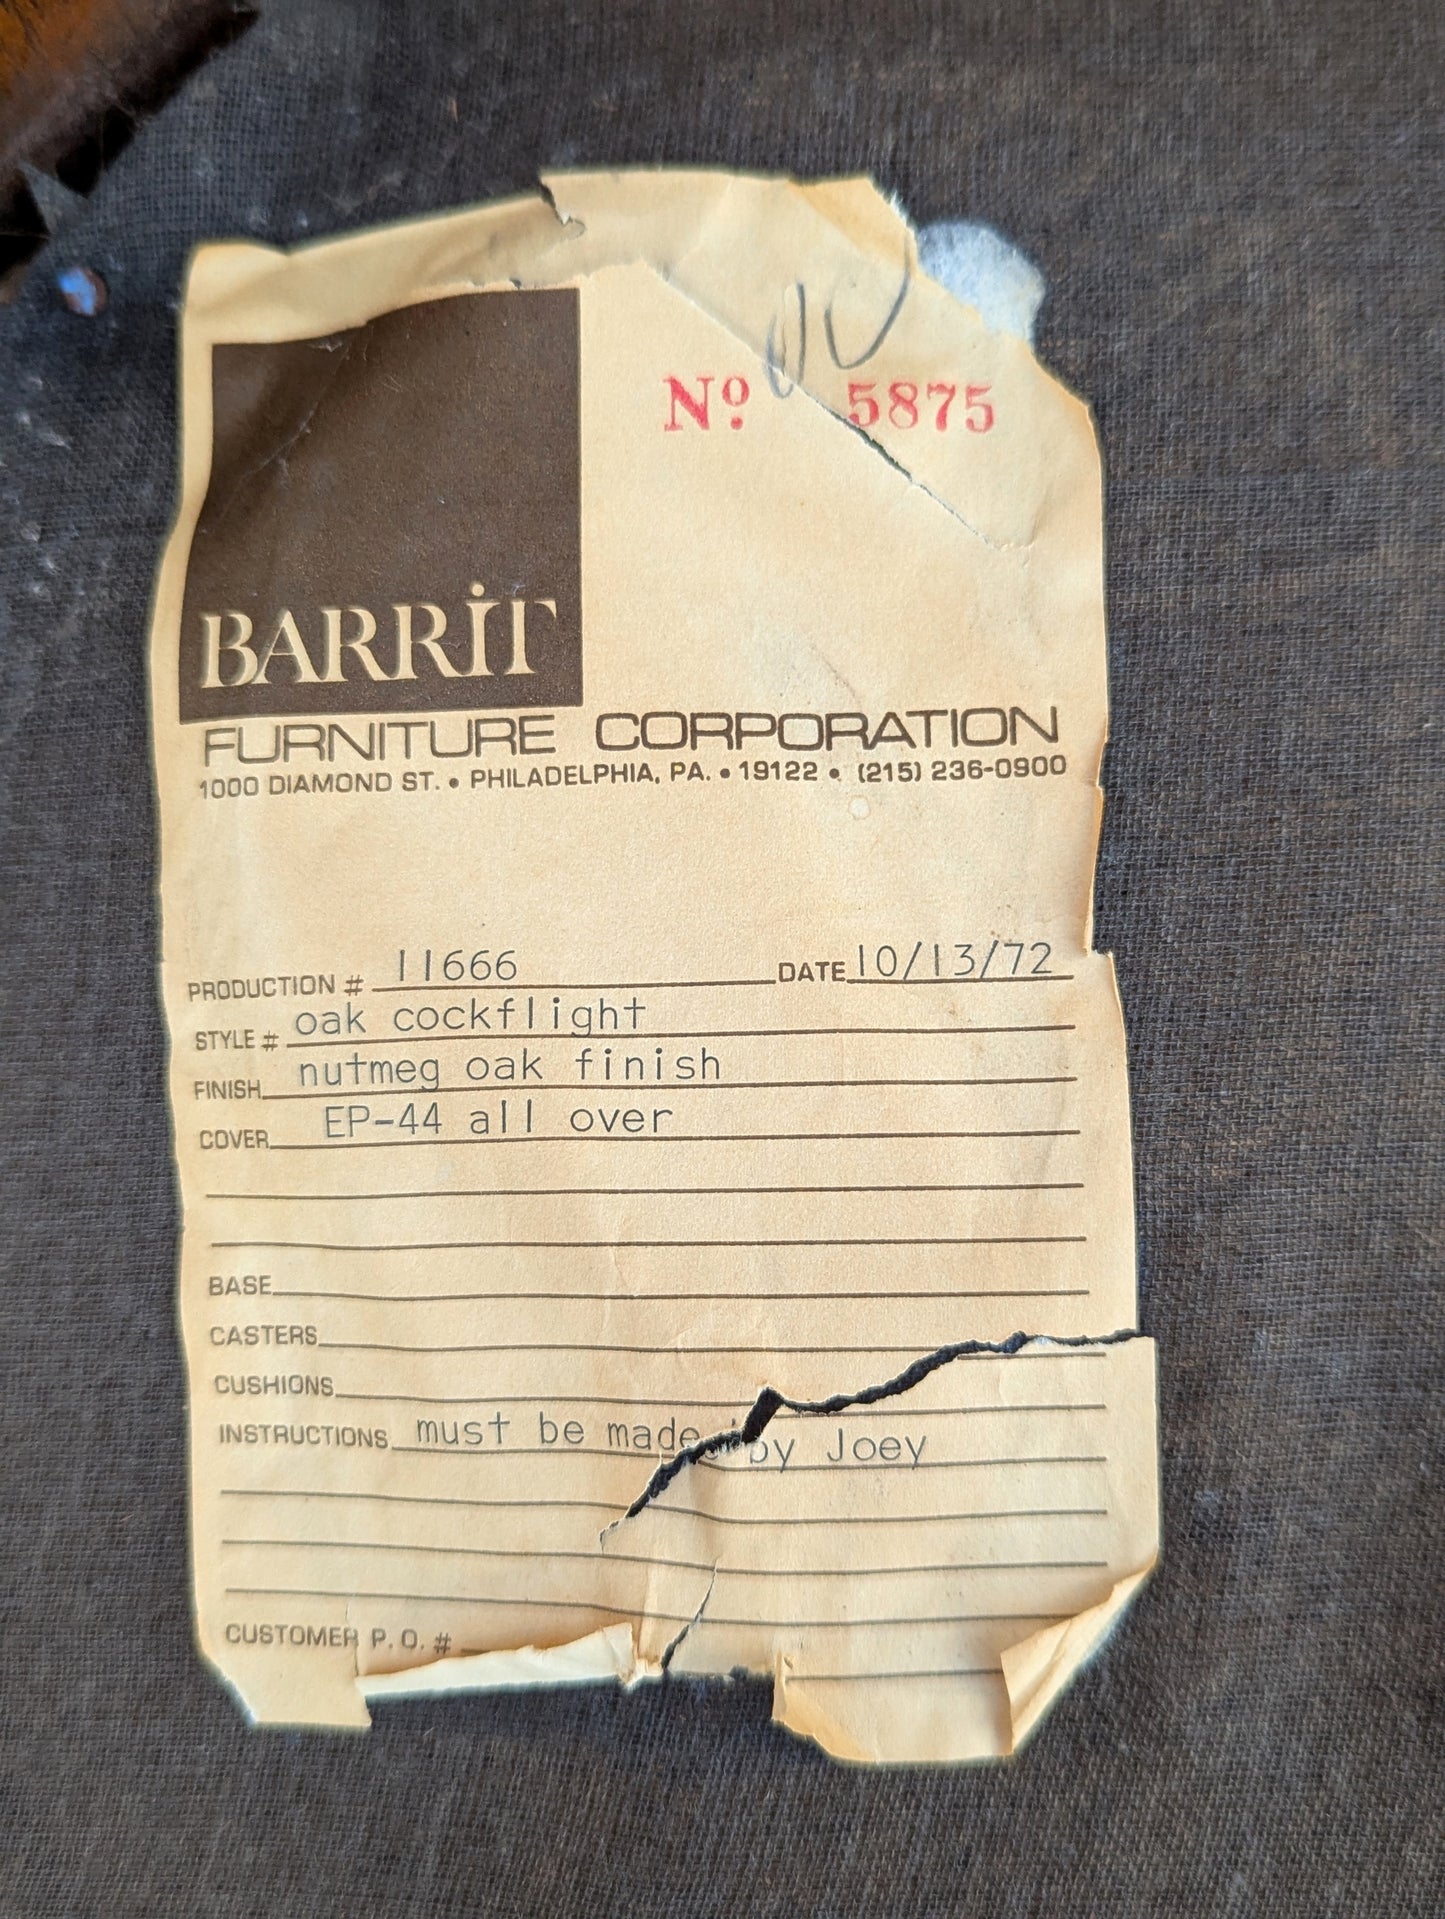 Nº 5875
BARRiT
FURNITURE CORPORATION
1000 DIAMOND ST. • PHILADELPHIA, PA. • 19122 • (215) 236-0900
PRODUCTION # 11666 DATE 10/13/72
STYLE # oak cockflight
FINISH nutmeg oak finish
COVER EP-44 all over
BASE
CASTERS
CUSHIONS
INSTRUCTIONS must be made by Joey
CUSTOMER P. O. #